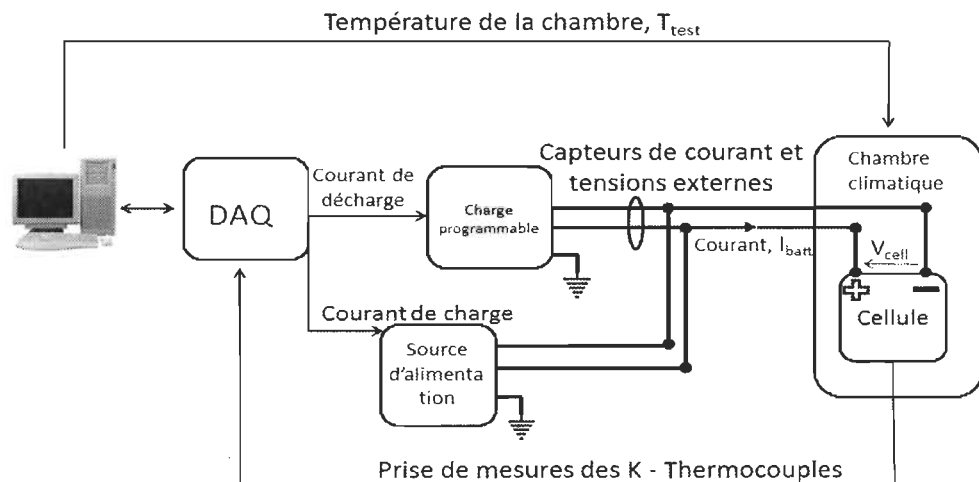 Température de la chambre, T_test
Capteurs de courant et
tensions externes
Chambre
climatique
Courant de
décharge
DAQ
Charge
programmable
Courant, I_batt
V_cell
Cellule
Courant de charge
Source
d'alimenta
tion
Prise de mesures des K - Thermocouples